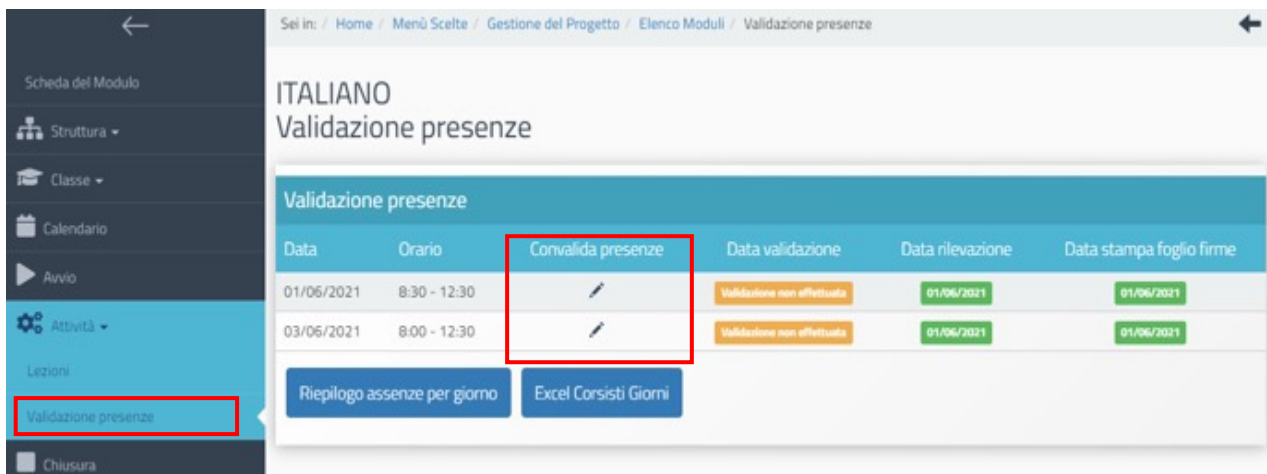 Sei in: / Home / Menù Scelte / Gestione del Progetto / Elenco Moduli / Validazione presenze
Scheda del Modulo
Struttura
Classe
Calendario
Avvio
Attività
Lezioni
Validazione presenze
Chiusura
ITALIANO
Validazione presenze
Validazione presenze
Data Orario Convalida presenze Data validazione Data rilevazione Data stampa foglio firme
01/06/2021 8:30 - 12:30 Validazione non effettuata 01/06/2021 01/06/2021
03/06/2021 8:00 - 12:30 Validazione non effettuata 01/06/2021 01/06/2021
Riepilogo assenze per giorno Excel Corsisti Giorni